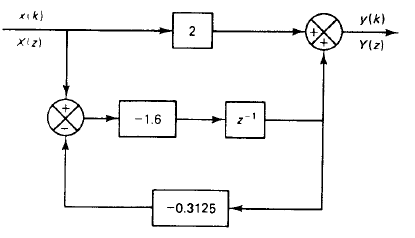 x(k)
X(z)
2
+
+
y(k)
Y(z)
+
−
−1.6
z⁻¹
−0.3125